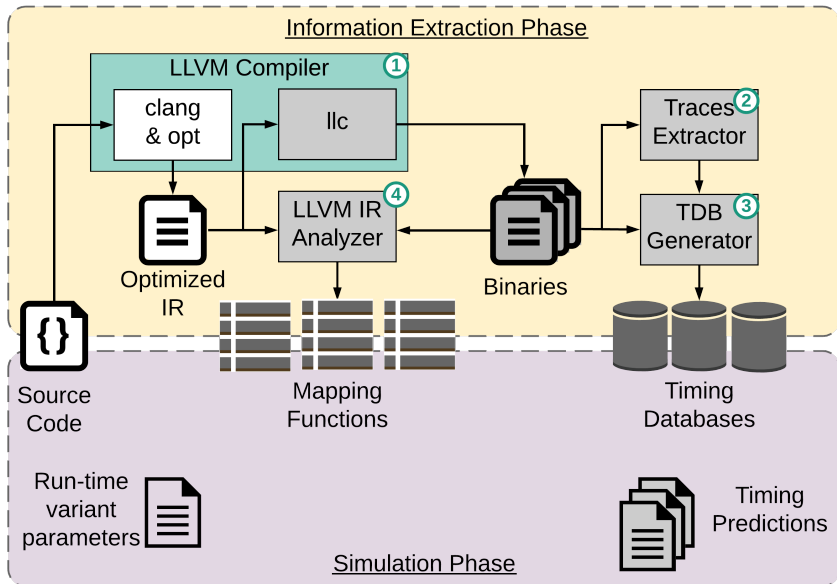 Information Extraction Phase
LLVM Compiler
1
clang
& opt
llc
Traces
Extractor
2
LLVM IR
Analyzer
4
TDB
Generator
3
Optimized
IR
Binaries
{}
Source
Code
Mapping
Functions
Timing
Databases
Run-time
variant
parameters
Timing
Predictions
Simulation Phase